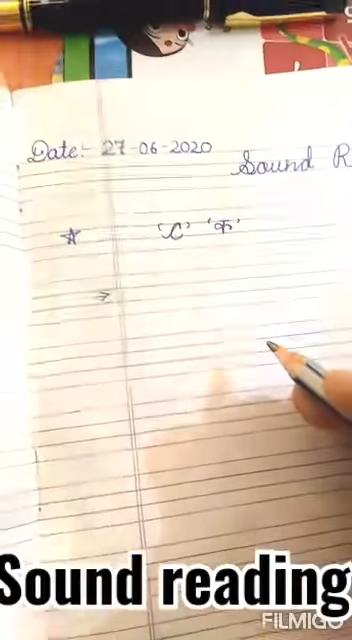 Date:- 27-06-2020
Sound R
☆ 'C' 'क'
⇒
Sound reading
FILMIGO